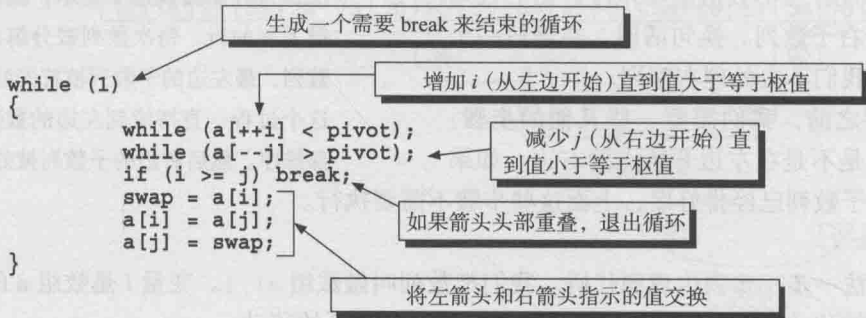 生成一个需要 break 来结束的循环
while (1)
增加 i (从左边开始) 直到值大于等于枢值
{
while (a[++i] < pivot);
while (a[--j] > pivot);
减少 j (从右边开始) 直
到值小于等于枢值
if (i >= j) break;
swap = a[i];
a[i] = a[j];
如果箭头头部重叠，退出循环
a[j] = swap;
}
将左箭头和右箭头指示的值交换